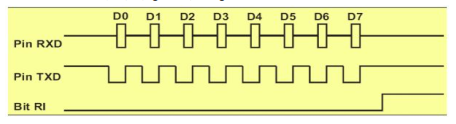 D0 D1 D2 D3 D4 D5 D6 D7
Pin RXD
Pin TXD
Bit RI